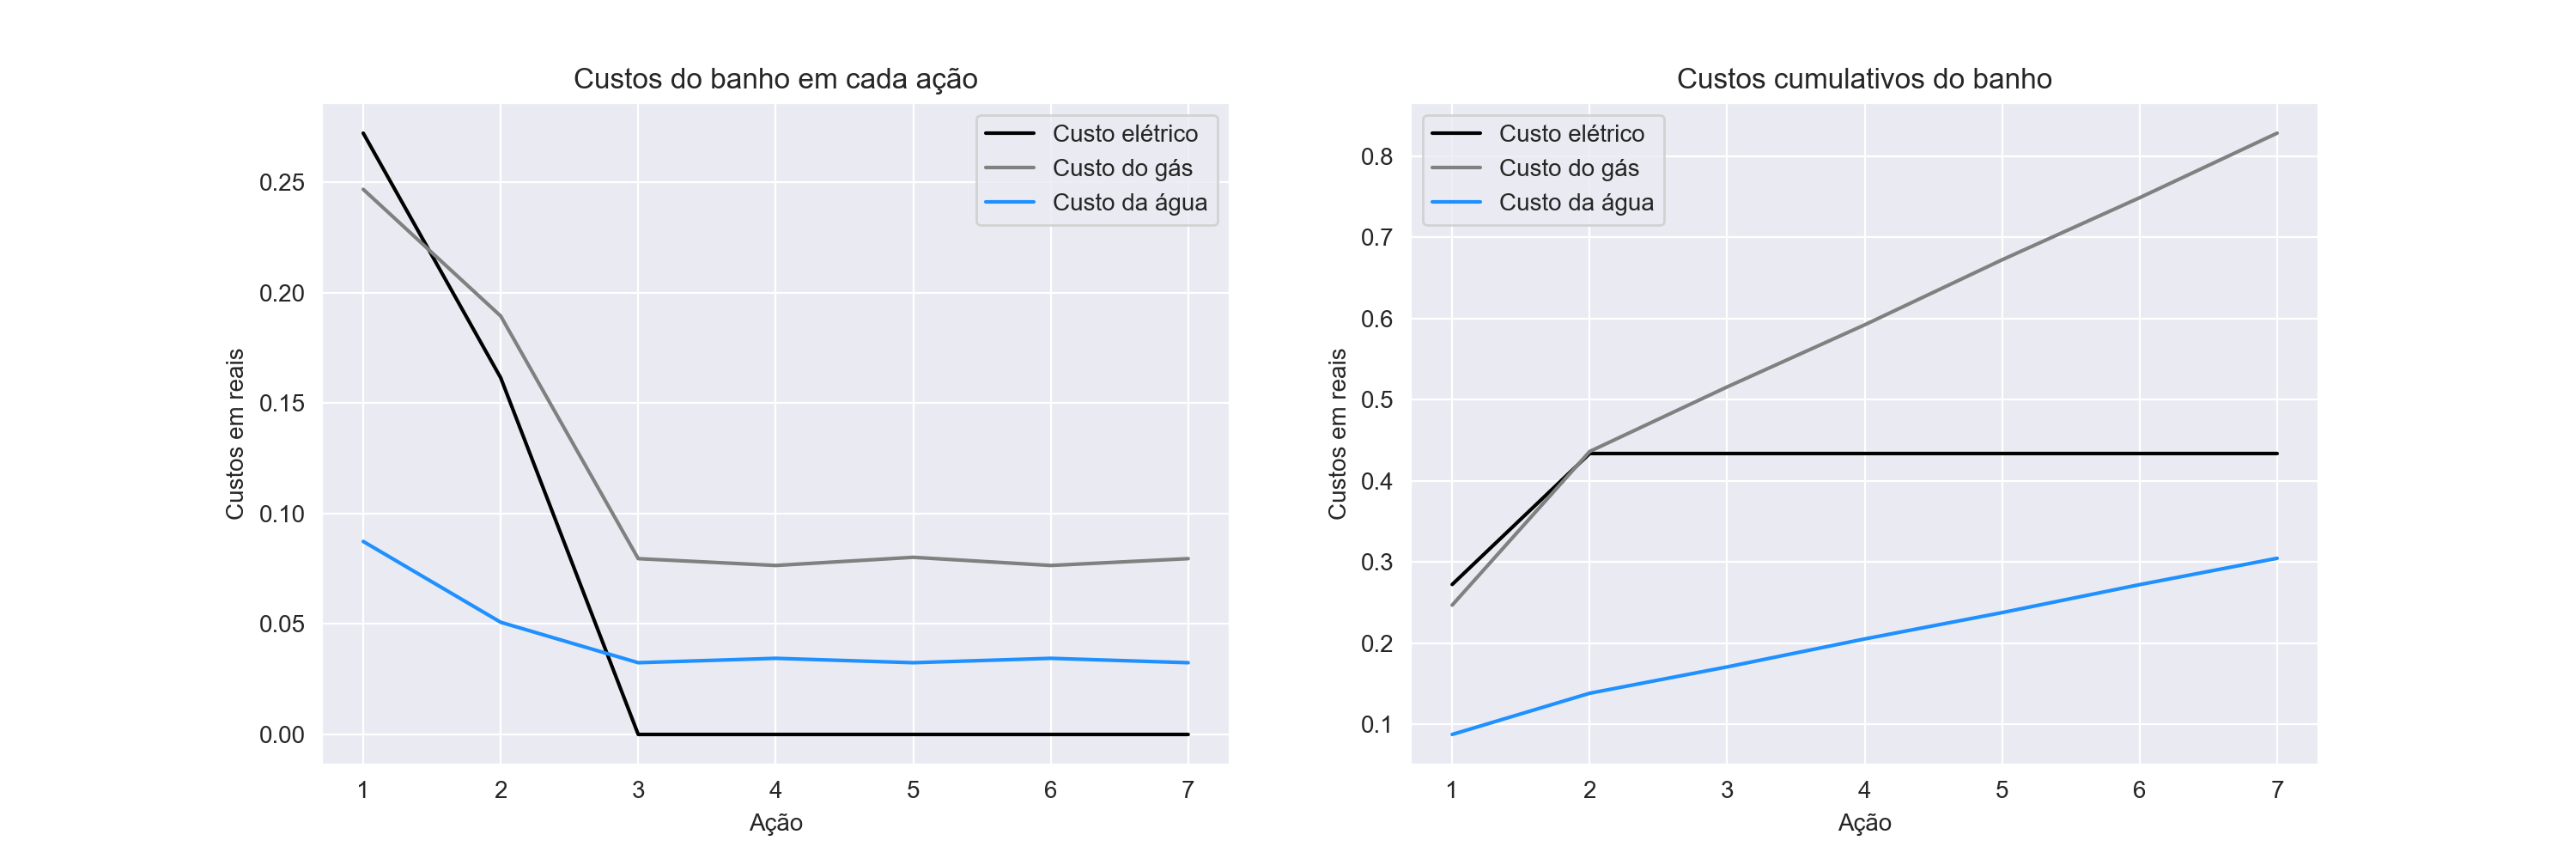 Custos do banho em cada ação
Custo elétrico
Custo do gás
Custo da água
0.25
0.20
0.15
0.10
0.05
0.00
Custos em reais
1 2 3 4 5 6 7
Ação
Custos cumulativos do banho
Custo elétrico
Custo do gás
Custo da água
0.8
0.7
0.6
0.5
0.4
0.3
0.2
0.1
Custos em reais
1 2 3 4 5 6 7
Ação